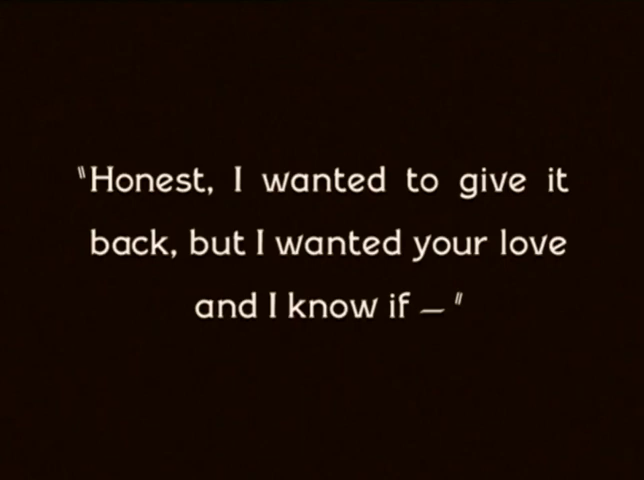 "Honest, I wanted to give it
back, but I wanted your love
and I know if — "